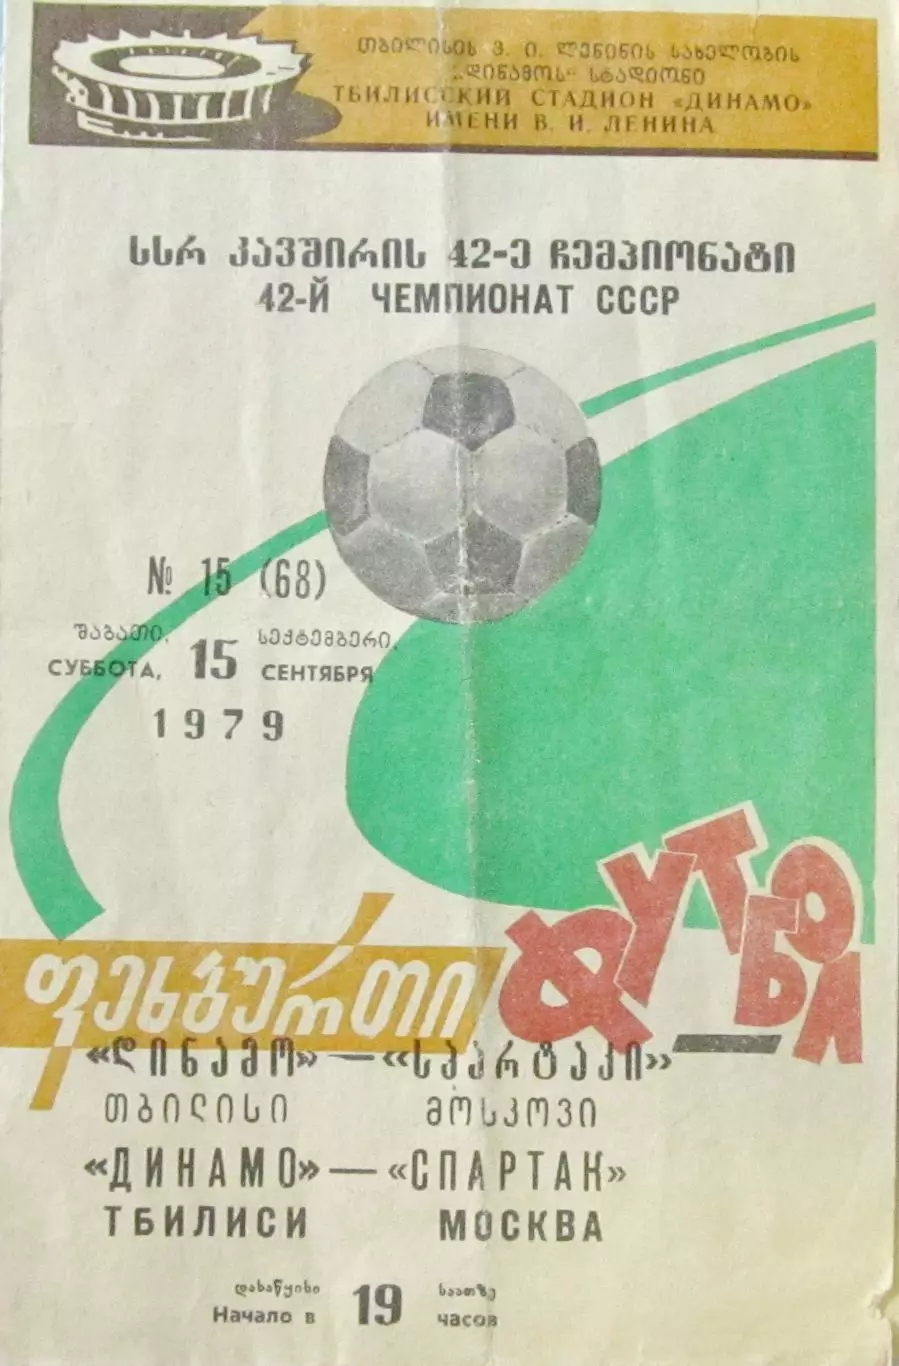 თბილისის ვ. ი. ლენინის სახელობის
„დინამოს“ სტადიონი
ТБИЛИССКИЙ СТАДИОН «ДИНАМО»
ИМЕНИ В. И. ЛЕНИНА
სსრ კავშირის 42-ე ჩემპიონატი
42-Й ЧЕМПИОНАТ СССР
№ 15 (68)
შაბათი, 15 სექტემბერი,
СУББОТА, СЕНТЯБРЯ
1979
ФУТБОЛ
ფეხბურთი
«დინამო» — «სპარტაკი»
თბილისი მოსკოვი
«ДИНАМО» — «СПАРТАК»
ТБИЛИСИ МОСКВА
დასაწყისი 19 საათზე
Начало в часов